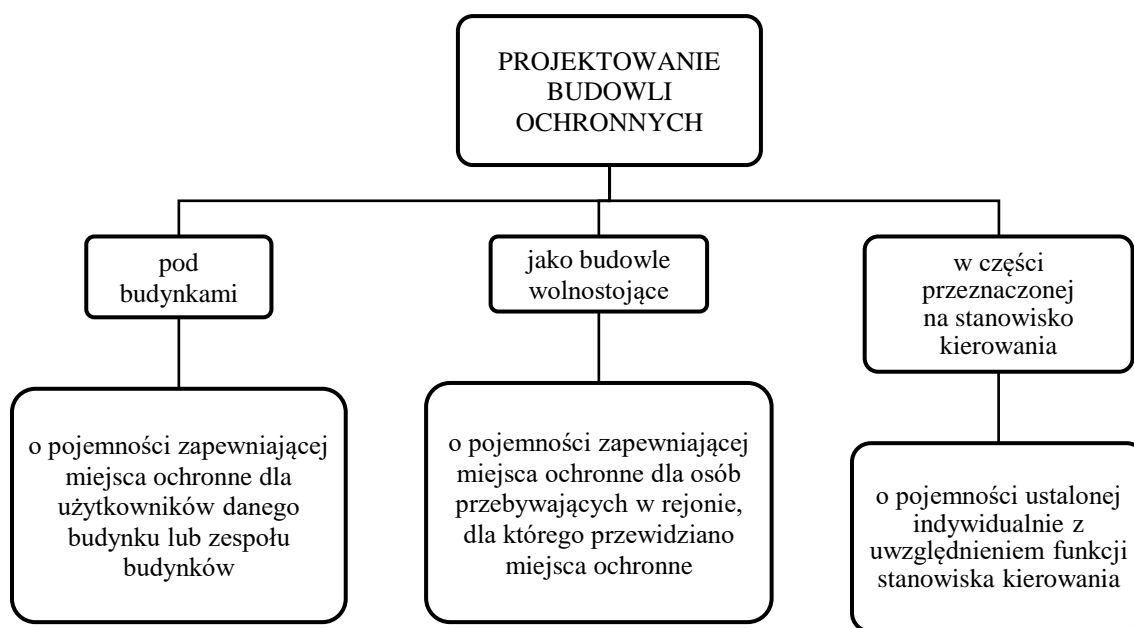 PROJEKTOWANIE
BUDOWLI
OCHRONNYCH
pod
budynkami
jako budowle
wolnostojące
w części
przeznaczonej
na stanowisko
kierowania
o pojemności zapewniającej
miejsca ochronne dla
użytkowników danego
budynku lub zespołu
budynków
o pojemności zapewniającej
miejsca ochronne dla osób
przebywających w rejonie,
dla którego przewidziano
miejsca ochronne
o pojemności ustalonej
indywidualnie z
uwzględnieniem funkcji
stanowiska kierowania